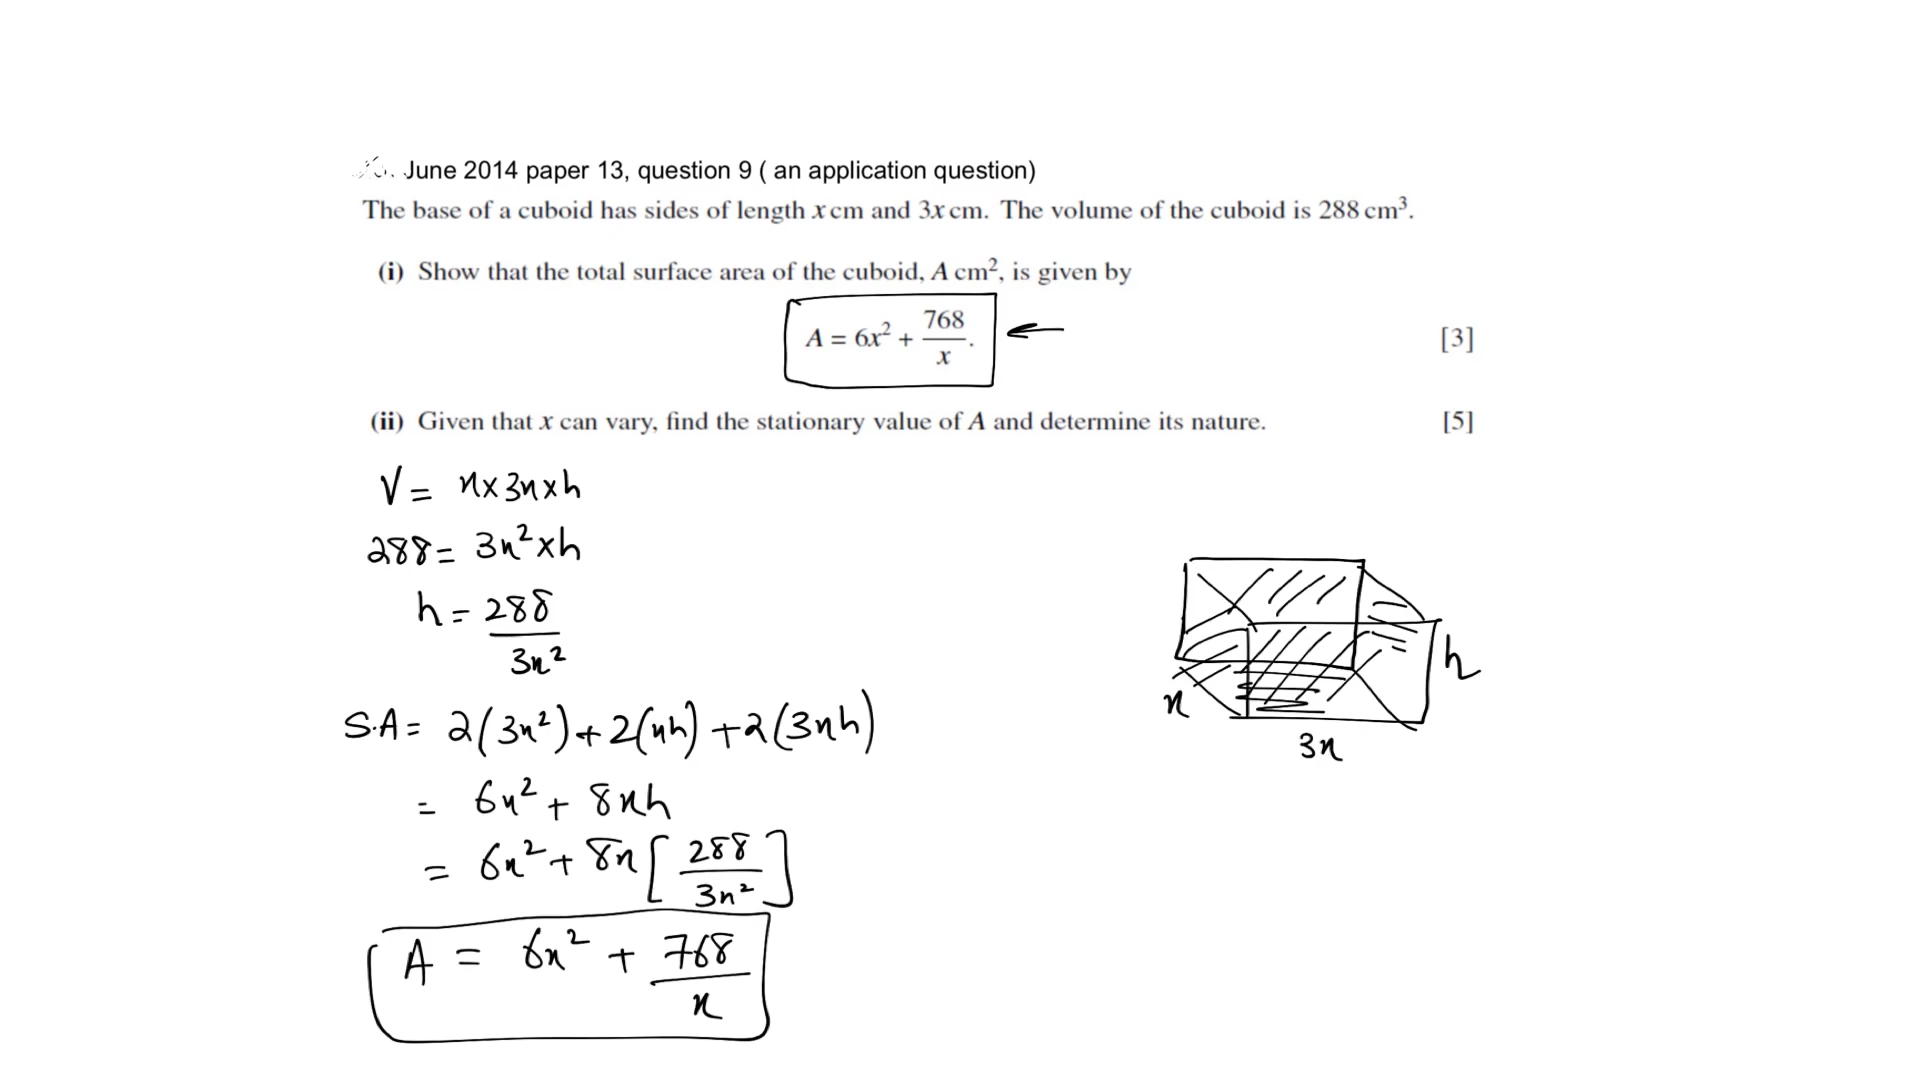 June 2014 paper 13, question 9 ( an application question)
The base of a cuboid has sides of length x cm and 3x cm. The volume of the cuboid is 288 cm³.
(i) Show that the total surface area of the cuboid, A cm², is given by
A = 6x² + 768/x.
[3]
(ii) Given that x can vary, find the stationary value of A and determine its nature. [5]
V = x × 3x × h
288 = 3x² × h
h = 288/3x²
S.A = 2(3x²) + 2(xh) + 2(3xh)
= 6x² + 8xh
= 6x² + 8x [288/3x²]
A = 6x² + 768/x
h
x
3x